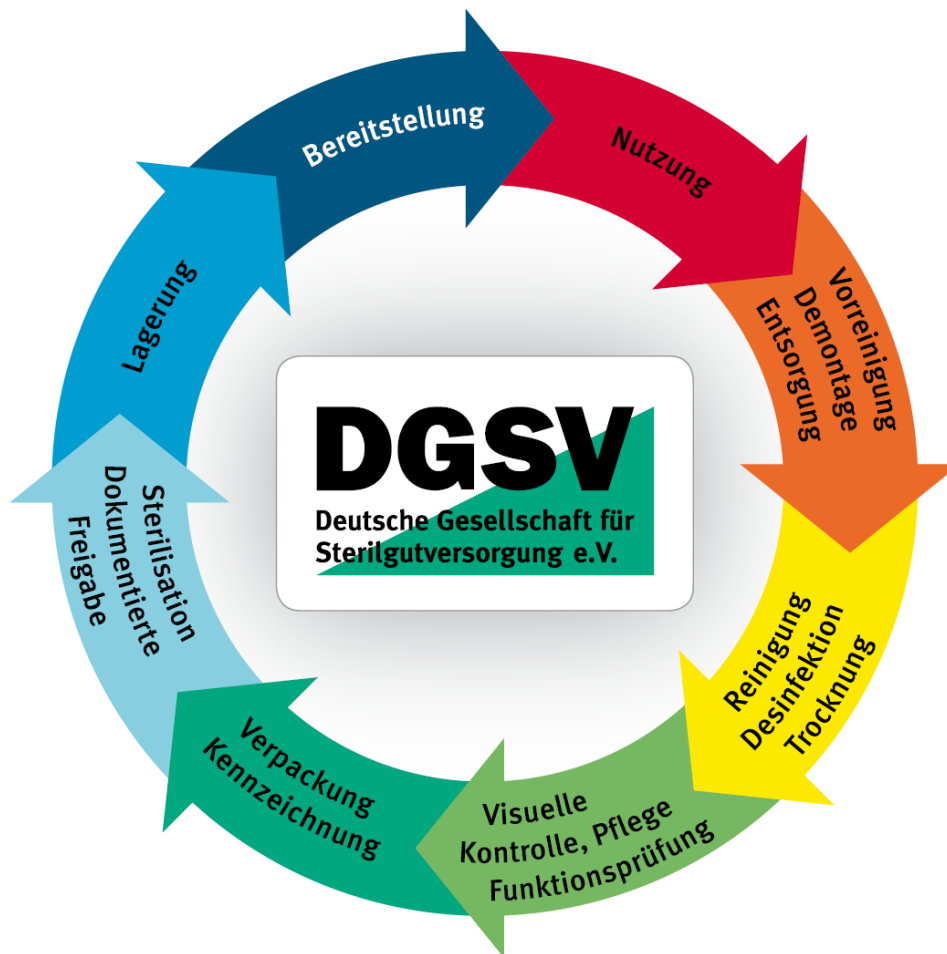 Bereitstellung
Nutzung
Vorreinigung
Demontage
Entsorgung
Reinigung
Desinfektion
Trocknung
Visuelle
Kontrolle, Pflege
Funktionsprüfung
Verpackung
Kennzeichnung
Sterilisation
Dokumentierte
Freigabe
Lagerung
DGSV
Deutsche Gesellschaft für
Sterilgutversorgung e.V.